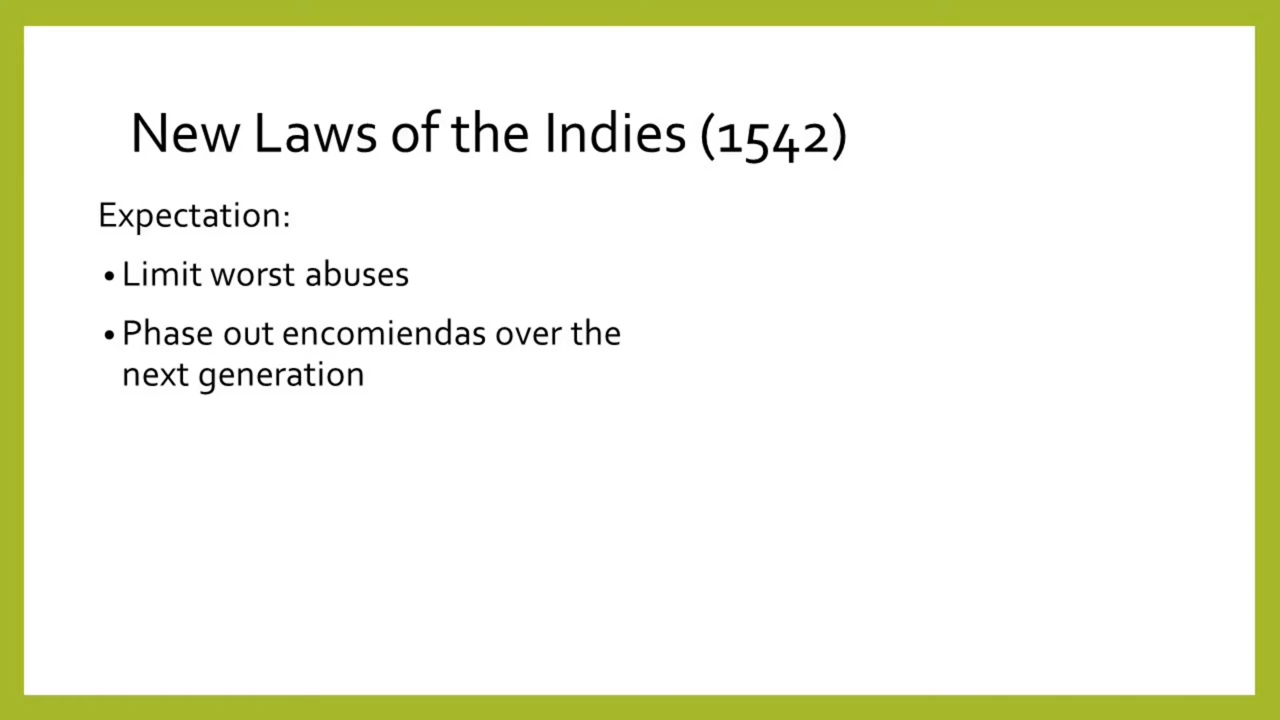 New Laws of the Indies (1542)
Expectation:
• Limit worst abuses
• Phase out encomiendas over the
next generation